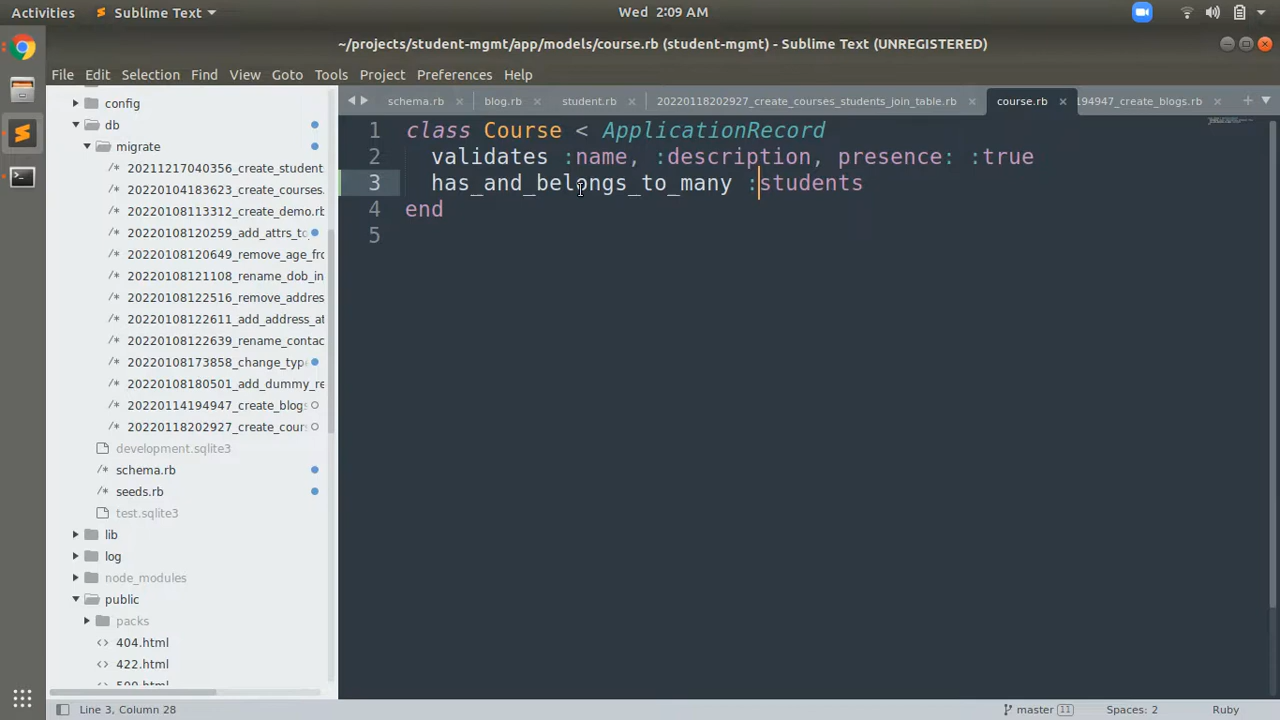 Activities
Sublime Text
Wed 2:09 AM
~/projects/student-mgmt/app/models/course.rb (student-mgmt) - Sublime Text (UNREGISTERED)
File Edit Selection Find View Goto Tools Project Preferences Help
config
db
migrate
/* 20211217040356_create_student
/* 20220104183623_create_courses.
/* 20220108113312_create_demo.rb
/* 20220108120259_add_attrs_to
/* 20220108120649_remove_age_fro
/* 20220108121108_rename_dob_in
/* 20220108122516_remove_addres
/* 20220108122611_add_address_at
/* 20220108122639_rename_contac
/* 20220108173858_change_typ
/* 20220108180501_add_dummy_re
/* 20220114194947_create_blogs
/* 20220118202927_create_cour
development.sqlite3
/* schema.rb
/* seeds.rb
test.sqlite3
lib
log
node_modules
public
packs
<> 404.html
<> 422.html
schema.rb × blog.rb × student.rb × 20220118202927_create_courses_students_join_table.rb × course.rb × 194947_create_blogs.rb ×
1 class Course < ApplicationRecord
2 validates :name, :description, presence: :true
3 has_and_belongs_to_many :students
4 end
5
Line 3, Column 28
master 11
Spaces: 2
Ruby